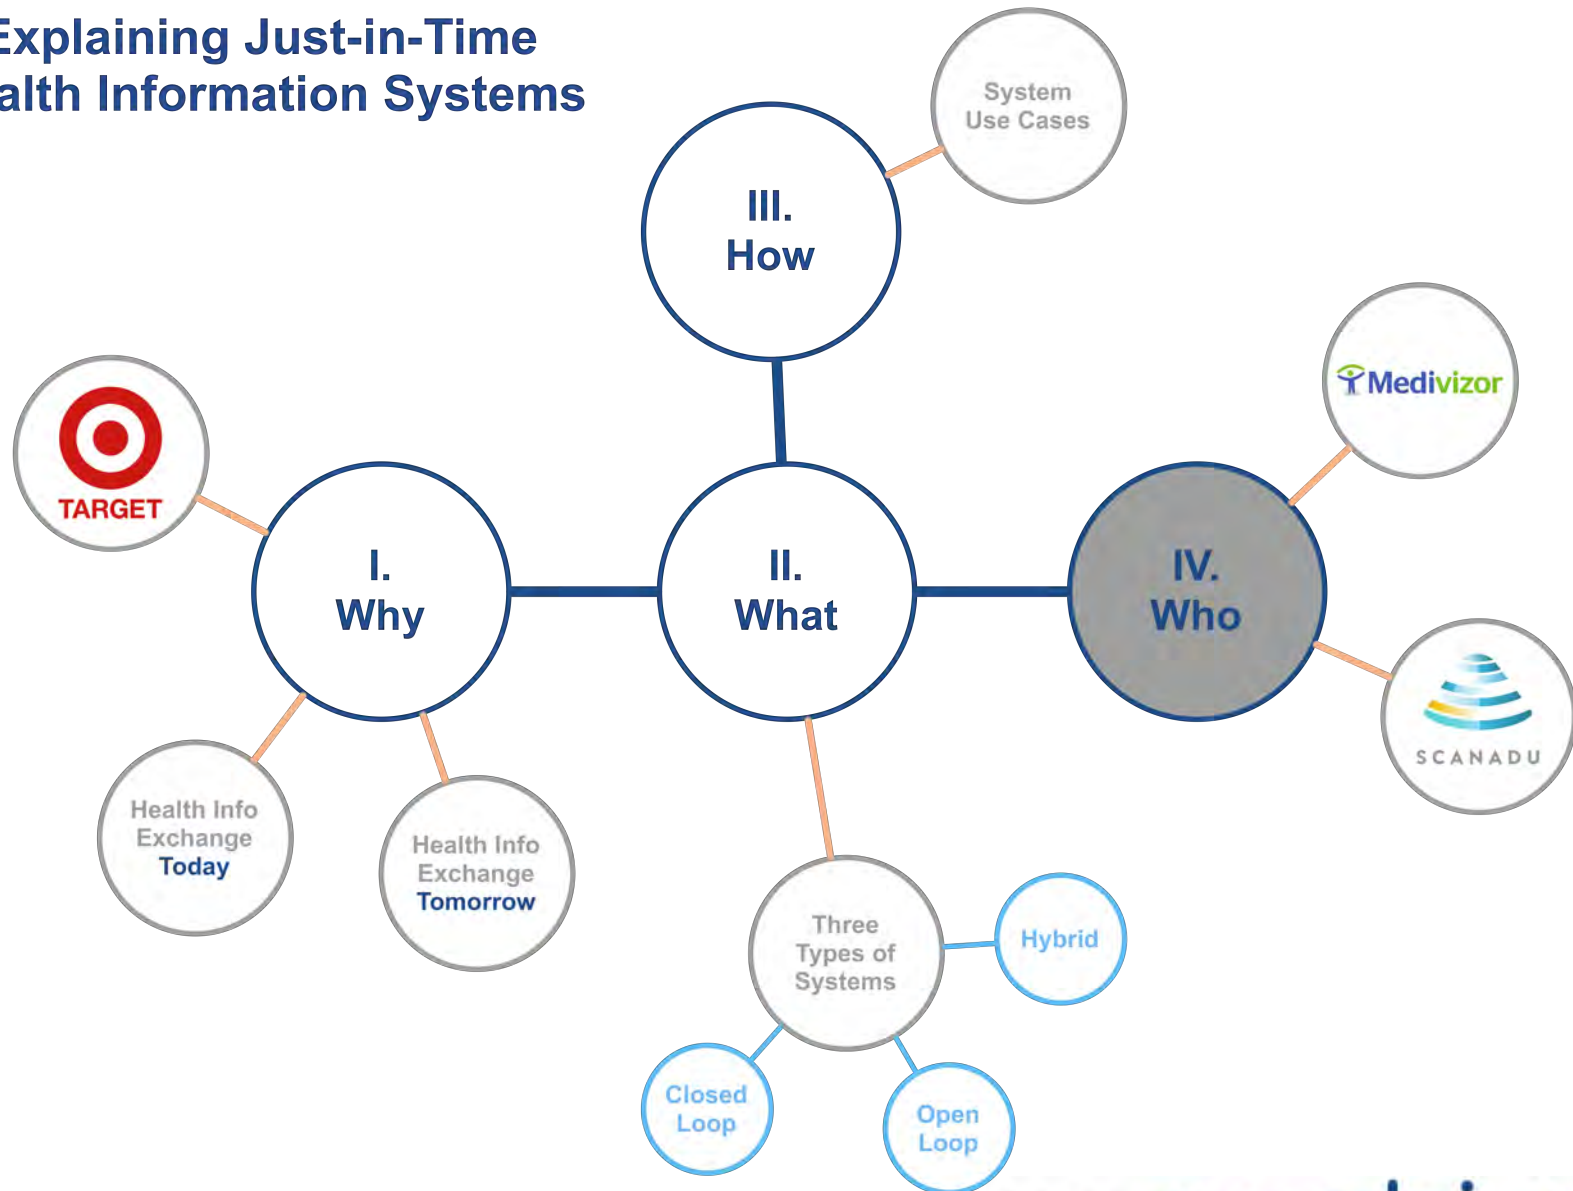 Explaining Just-in-Time
alth Information Systems
System
Use Cases
III.
How
Medivizor
TARGET
I.
Why
II.
What
IV.
Who
SCANADU
Health Info
Exchange
Today
Health Info
Exchange
Tomorrow
Three
Types of
Systems
Hybrid
Closed
Loop
Open
Loop